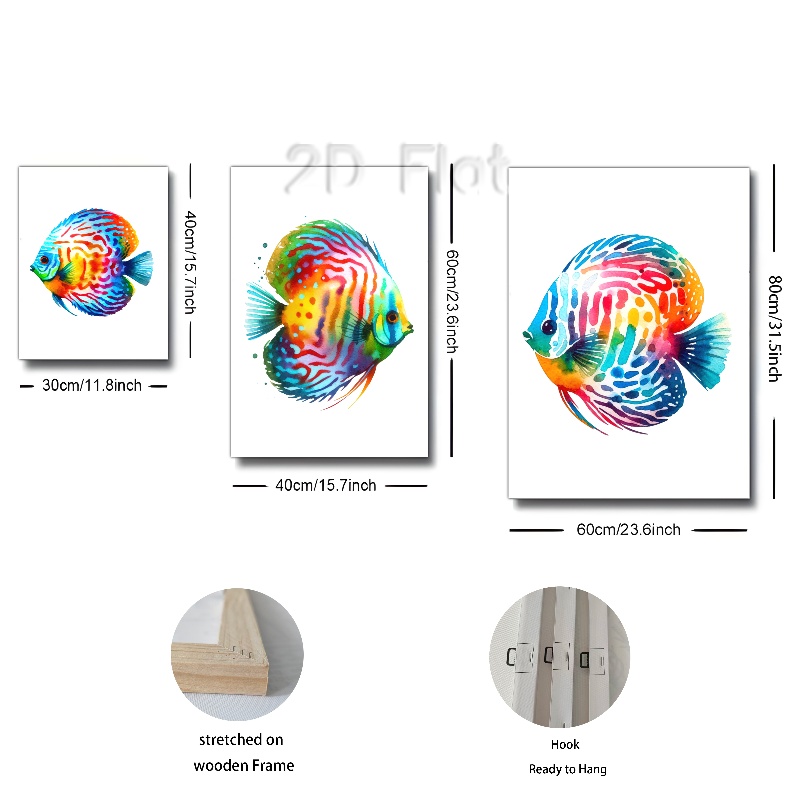 2D Flat
40cm/15.7inch
60cm/23.6inch
80cm/31.5inch
30cm/11.8inch
40cm/15.7inch
60cm/23.6inch
stretched on
wooden Frame
Hook
Ready to Hang